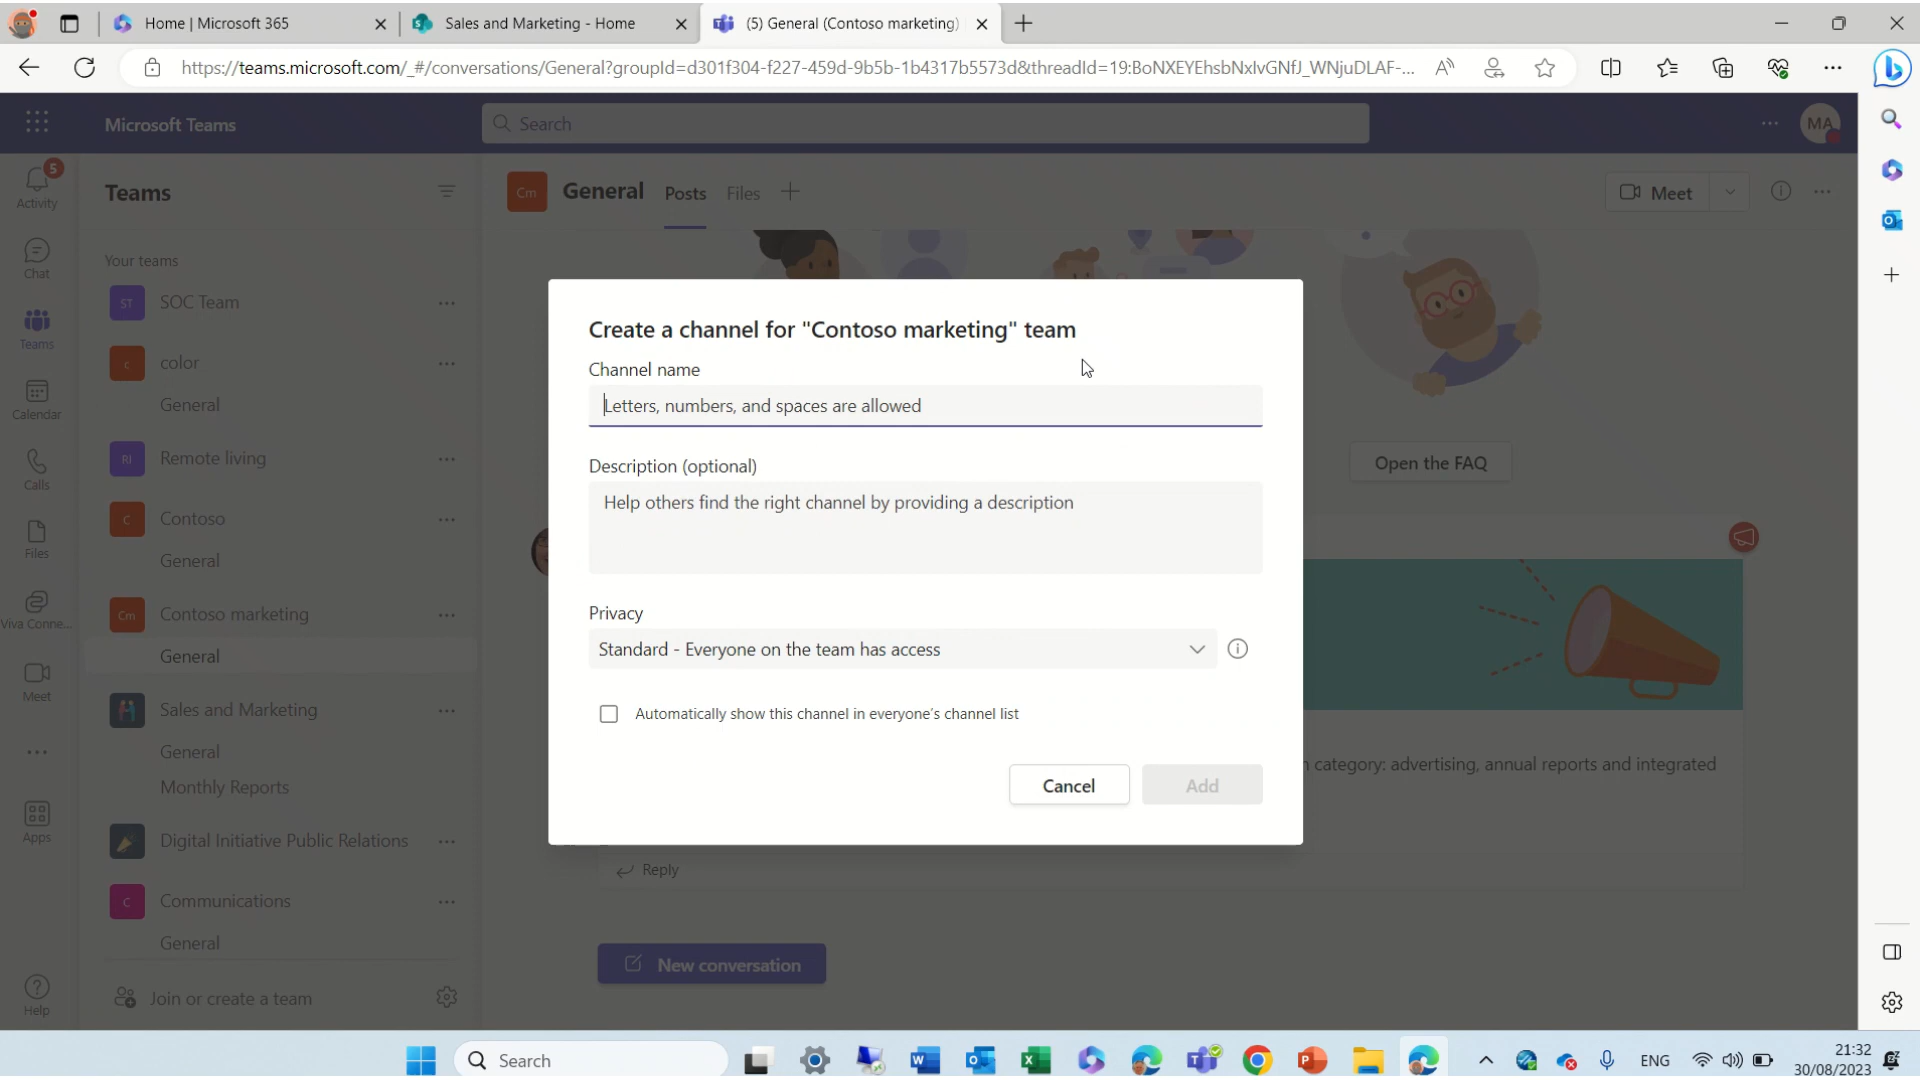 Home | Microsoft 365
Sales and Marketing - Home
(5) General (Contoso marketing)
https://teams.microsoft.com/_#/conversations/General?groupId=d301f304-f227-459d-9b5b-1b4317b5573d&threadId=19:BoNXEYEhsbNxIvGNfJ_WNjuDLAF-...
Microsoft Teams
Search
MA
5
Activity
Chat
Teams
Calendar
Calls
Files
Viva Conne...
Meet
Apps
Help
Teams
Your teams
ST SOC Team
c color
General
Rl Remote living
C Contoso
General
Cm Contoso marketing
General
Sales and Marketing
General
Monthly Reports
Digital Initiative Public Relations
C Communications
General
Join or create a team
Cm General Posts Files
Meet
Open the FAQ
Create a channel for "Contoso marketing" team
Channel name
Letters, numbers, and spaces are allowed
Description (optional)
Help others find the right channel by providing a description
Privacy
Standard - Everyone on the team has access
Automatically show this channel in everyone's channel list
Cancel
Add
category: advertising, annual reports and integrated
Reply
New conversation
Search
ENG
21:32
30/08/2023